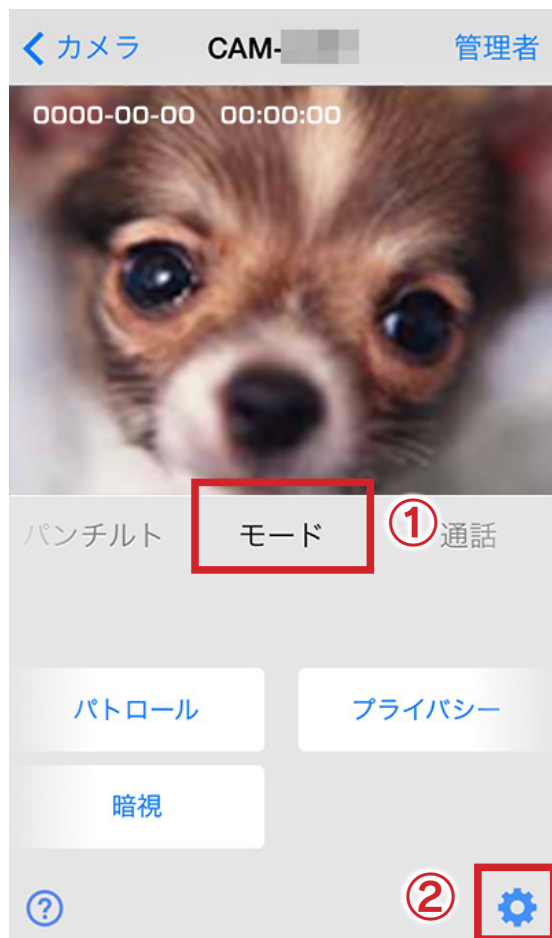 カメラ CAM- 管理者
0000-00-00 00:00:00
パンチルト モード ① 通話
パトロール プライバシー
暗視
? ②